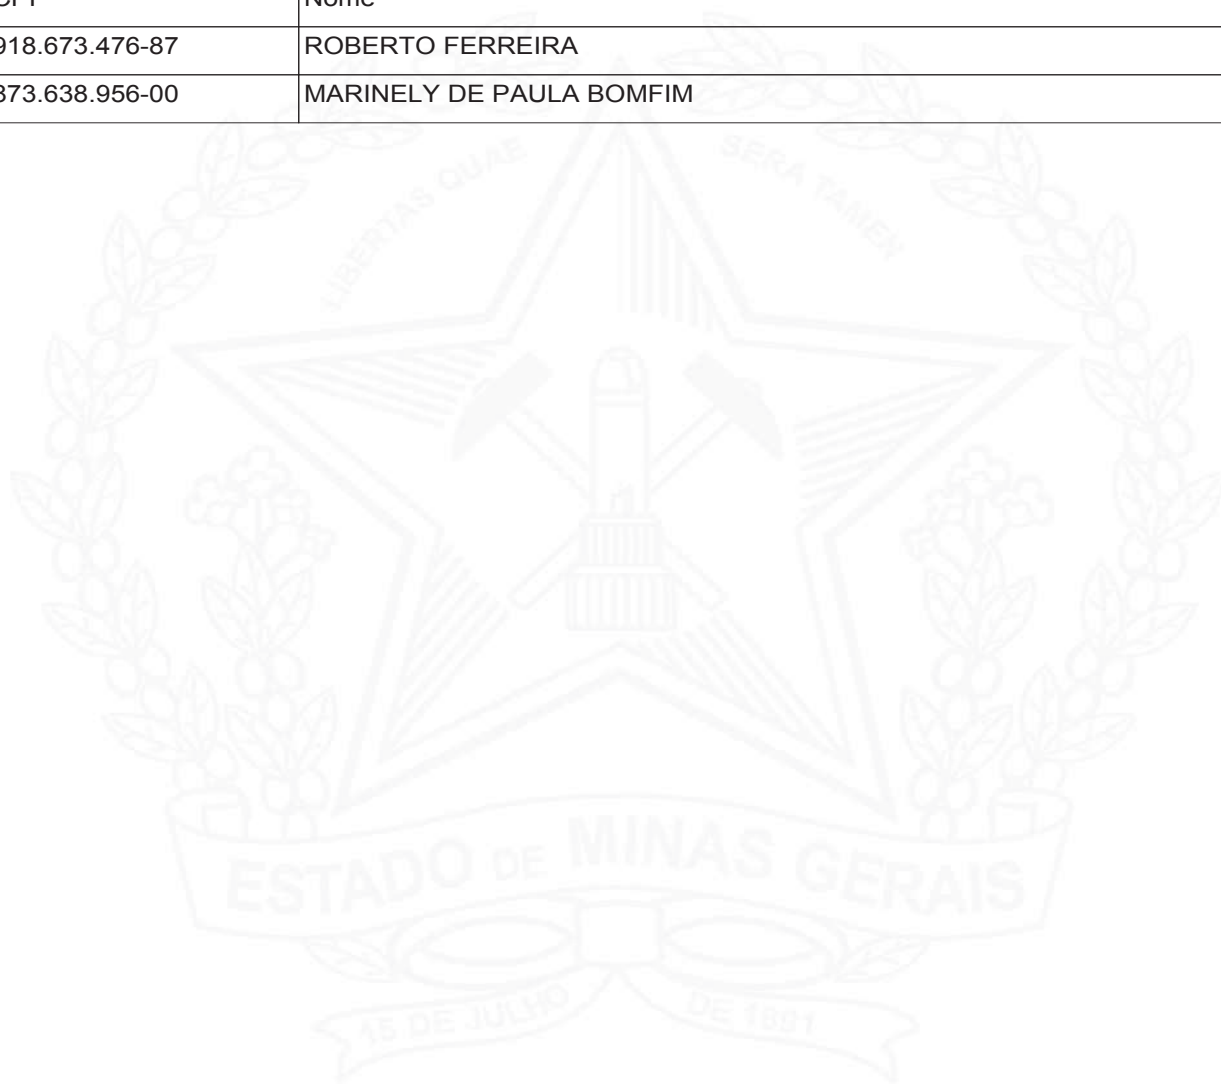 Nome
918.673.476-87 ROBERTO FERREIRA
873.638.956-00 MARINELY DE PAULA BOMFIM
LIBERTAS QUAE SERA TAMEN
ESTADO DE MINAS GERAIS
15 DE JULHO DE 1891